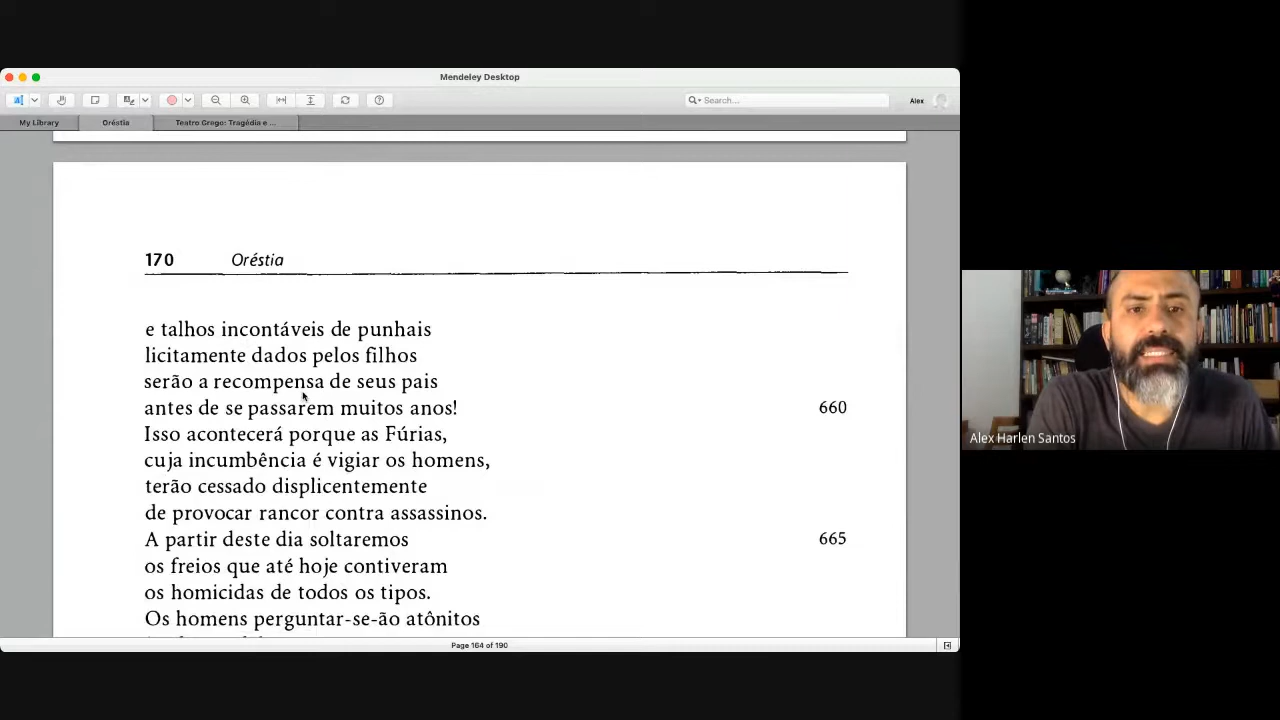 Mendeley Desktop
Search...
Alex
My Library
Oréstia
Teatro Grego: Tragédia e ...
170 Oréstia
e talhos incontáveis de punhais
licitamente dados pelos filhos
serão a recompensa de seus pais
antes de se passarem muitos anos! 660
Isso acontecerá porque as Fúrias,
cuja incumbência é vigiar os homens,
terão cessado displicentemente
de provocar rancor contra assassinos.
A partir deste dia soltaremos 665
os freios que até hoje contiveram
os homicidas de todos os tipos.
Os homens perguntar-se-ão atônitos
Page 164 of 190
Alex Harlen Santos